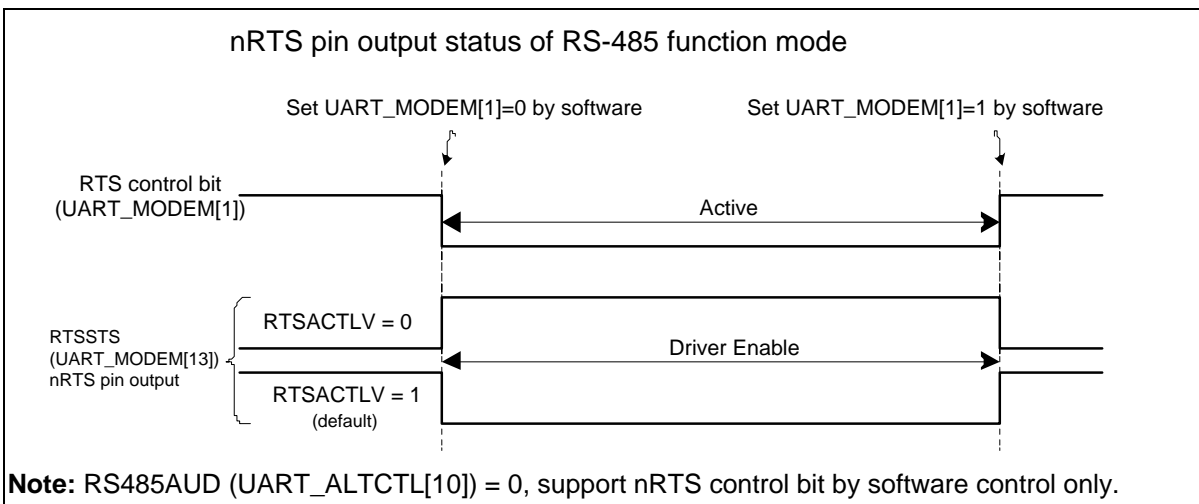 nRTS pin output status of RS-485 function mode
Set UART_MODEM[1]=0 by software
Set UART_MODEM[1]=1 by software
RTS control bit
(UART_MODEM[1])
Active
RTSSTS
(UART_MODEM[13])
nRTS pin output
RTSACTLV = 0
Driver Enable
RTSACTLV = 1
(default)
Note: RS485AUD (UART_ALTCTL[10]) = 0, support nRTS control bit by software control only.